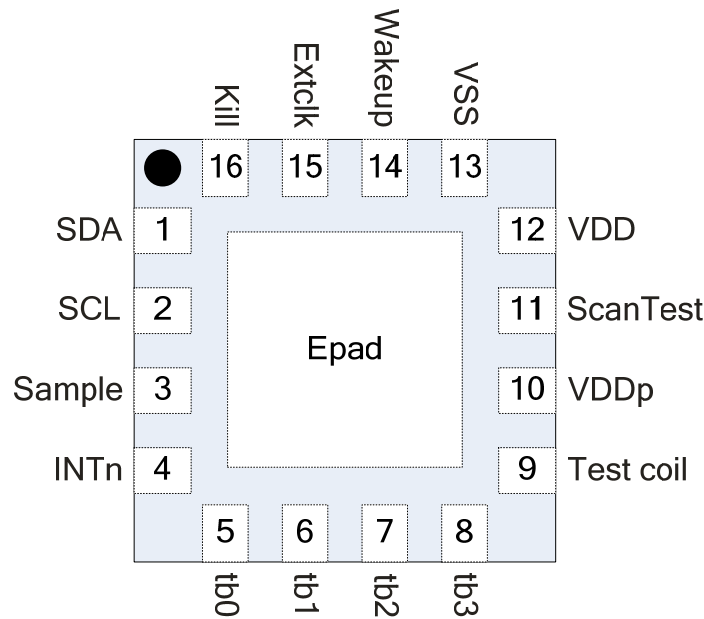 Kill
Extclk
Wakeup
VSS
16 15 14 13
SDA 1
12 VDD
SCL 2
11 ScanTest
Epad
Sample 3
10 VDDp
INTn 4
9 Test coil
5 6 7 8
tb0
tb1
tb2
tb3